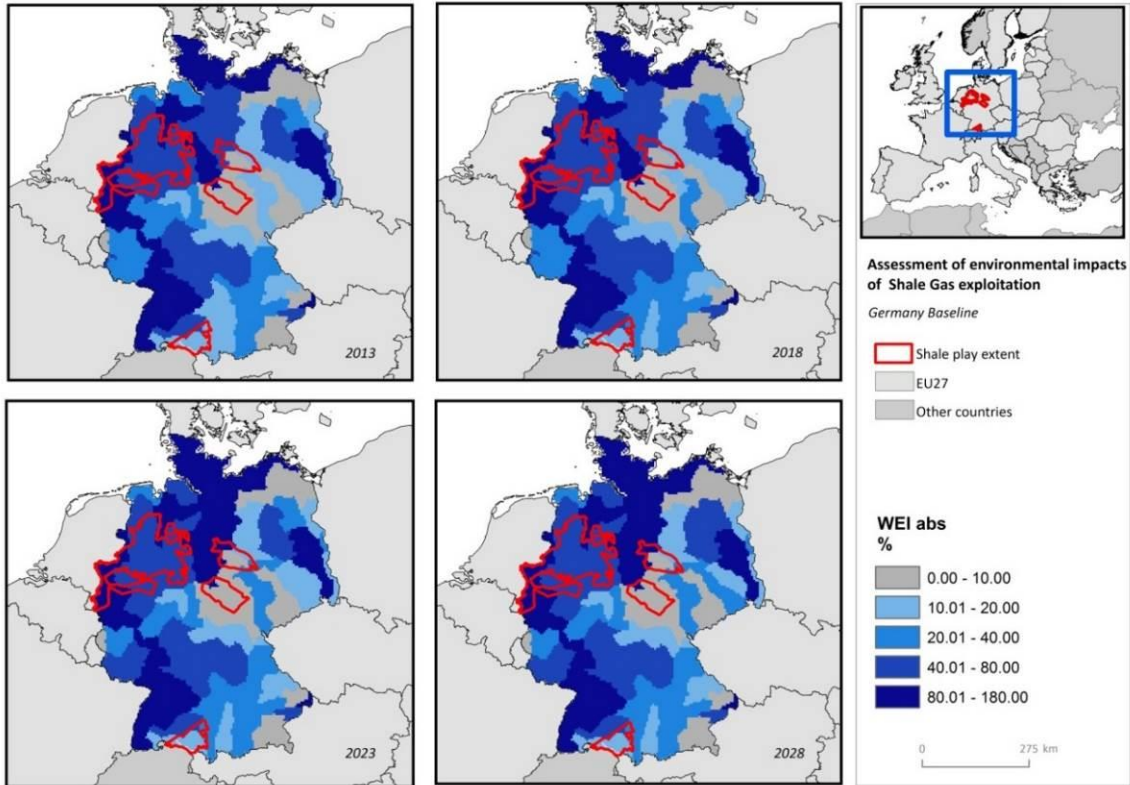 2013
2018
2023
2028
Assessment of environmental impacts
of Shale Gas exploitation
Germany Baseline
Shale play extent
EU27
Other countries
WEI abs
%
0.00 - 10.00
10.01 - 20.00
20.01 - 40.00
40.01 - 80.00
80.01 - 180.00
0 275 km